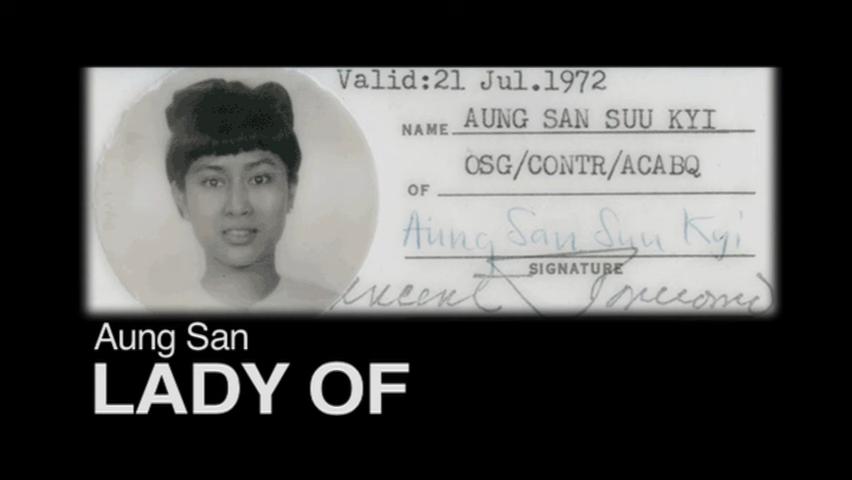 Valid:21 Jul.1972
NAME AUNG SAN SUU KYI
OSG/CONTR/ACABQ
OF
Aung San Suu Kyi
SIGNATURE
Aung San
LADY OF